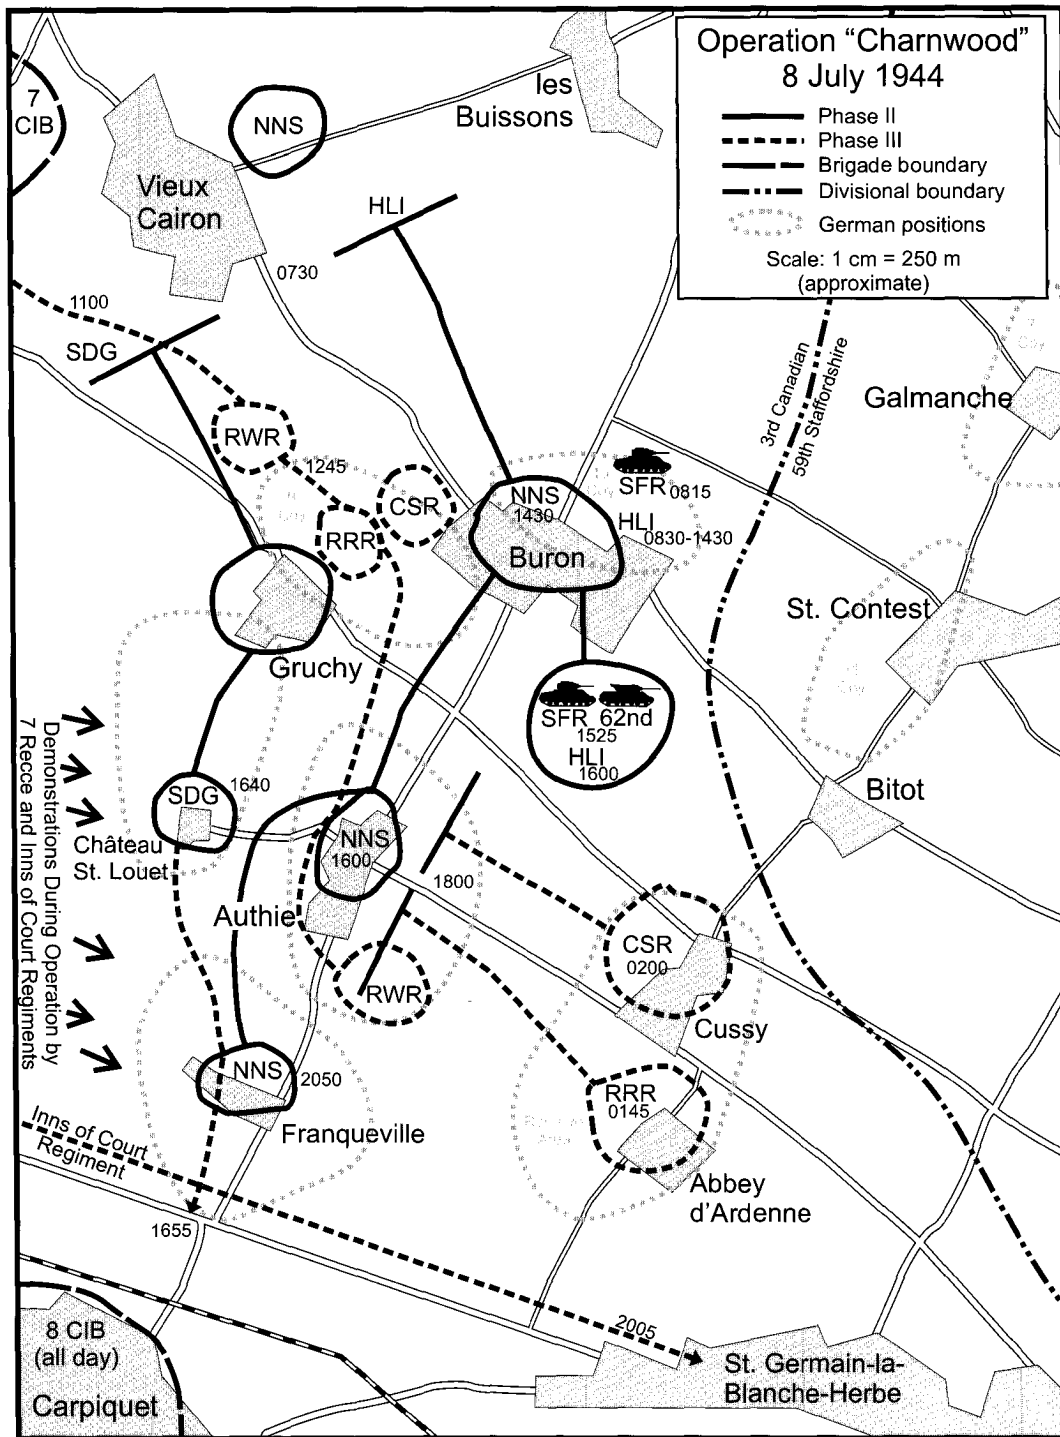 Operation “Charnwood”
8 July 1944
Phase II
Phase III
Brigade boundary
Divisional boundary
German positions
Scale: 1 cm = 250 m
(approximate)
7
CIB
NNS
les
Buissons
Vieux
Cairon
HLI
0730
1100
SDG
RWR
1245
CSR
RRR
NNS
1430
Buron
SFR 0815
HLI
0830-1430
3rd Canadian
59th Staffordshire
Coy
Galmanche
St. Contest
Coy
Gruchy
SFR 62nd
1525
HLI
1600
Bitot
Demonstrations During Operation by
7 Recce and Inns of Court Regiments
SDG
1640
Château
St. Louet
NNS
1600
Authie
1800
RWR
CSR
0200
Cussy
NNS
2050
Franqueville
RRR
0145
Abbey
d’Ardenne
Inns of Court
Regiment
1655
2005
8 CIB
(all day)
Carpiquet
St. Germain-la-
Blanche-Herbe